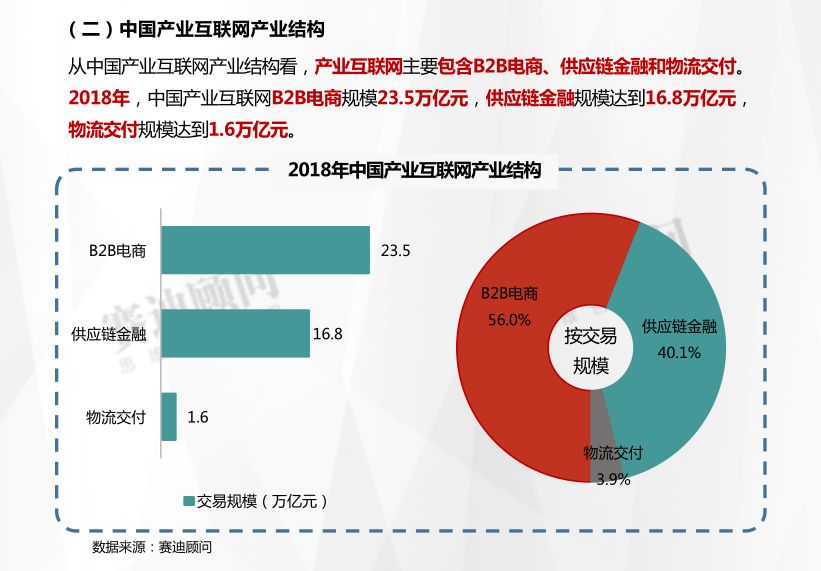 （二）中国产业互联网产业结构
从中国产业互联网产业结构看，产业互联网主要包含B2B电商、供应链金融和物流交付。
2018年，中国产业互联网B2B电商规模23.5万亿元，供应链金融规模达到16.8万亿元，
物流交付规模达到1.6万亿元。
2018年中国产业互联网产业结构
B2B电商
23.5
供应链金融
16.8
物流交付
1.6
交易规模（万亿元）
B2B电商
56.0%
供应链金融
40.1%
按交易
规模
物流交付
3.9%
赛迪顾问
数据来源：赛迪顾问